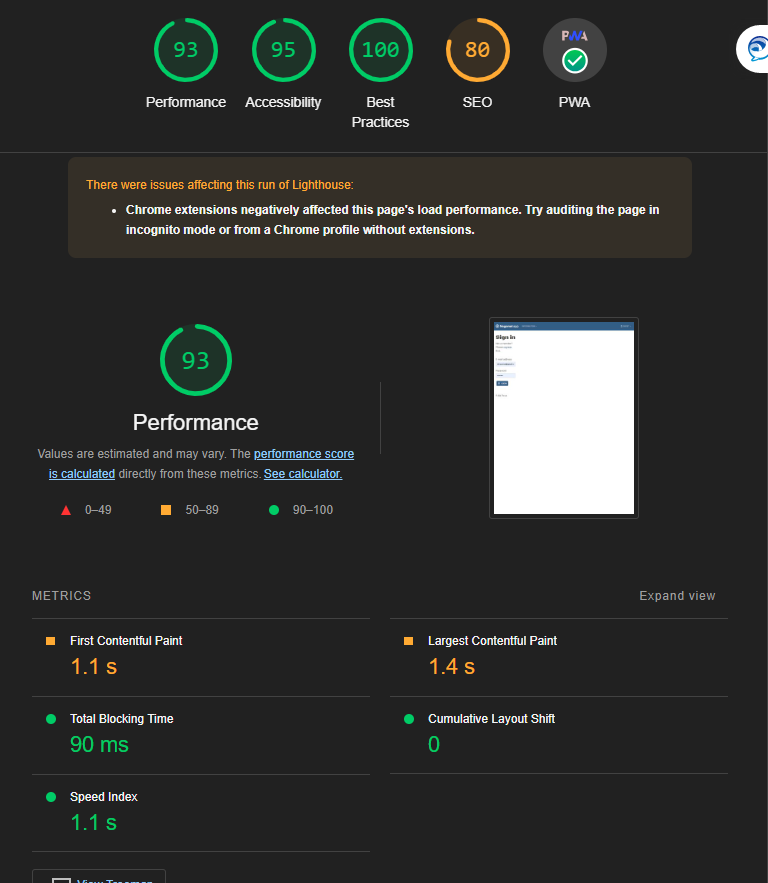 93
95
100
80
PWA
Performance
Accessibility
Best
Practices
SEO
PWA
There were issues affecting this run of Lighthouse:
• Chrome extensions negatively affected this page's load performance. Try auditing the page in
incognito mode or from a Chrome profile without extensions.
93
Performance
Values are estimated and may vary. The performance score
is calculated directly from these metrics. See calculator.
0–49
50–89
90–100
Sign in
METRICS
Expand view
First Contentful Paint
1.1 s
Largest Contentful Paint
1.4 s
Total Blocking Time
90 ms
Cumulative Layout Shift
0
Speed Index
1.1 s
View Treemap